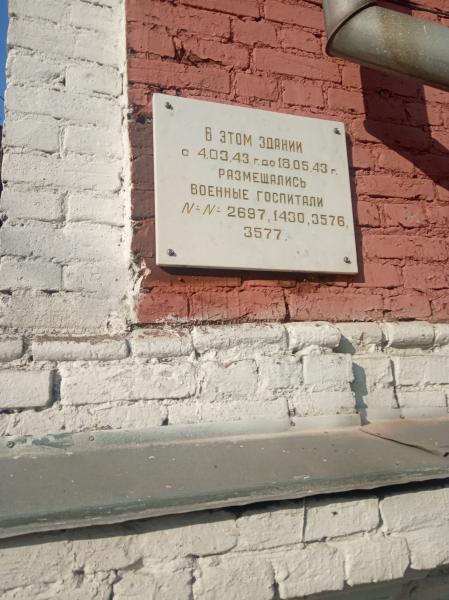 В ЭТОМ ЗДАНИИ
с 4.03.43 г. до 18.05.43 г.
РАЗМЕЩАЛИСЬ
ВОЕННЫЕ ГОСПИТАЛИ
№№ 2697, 1430, 3576,
3577.